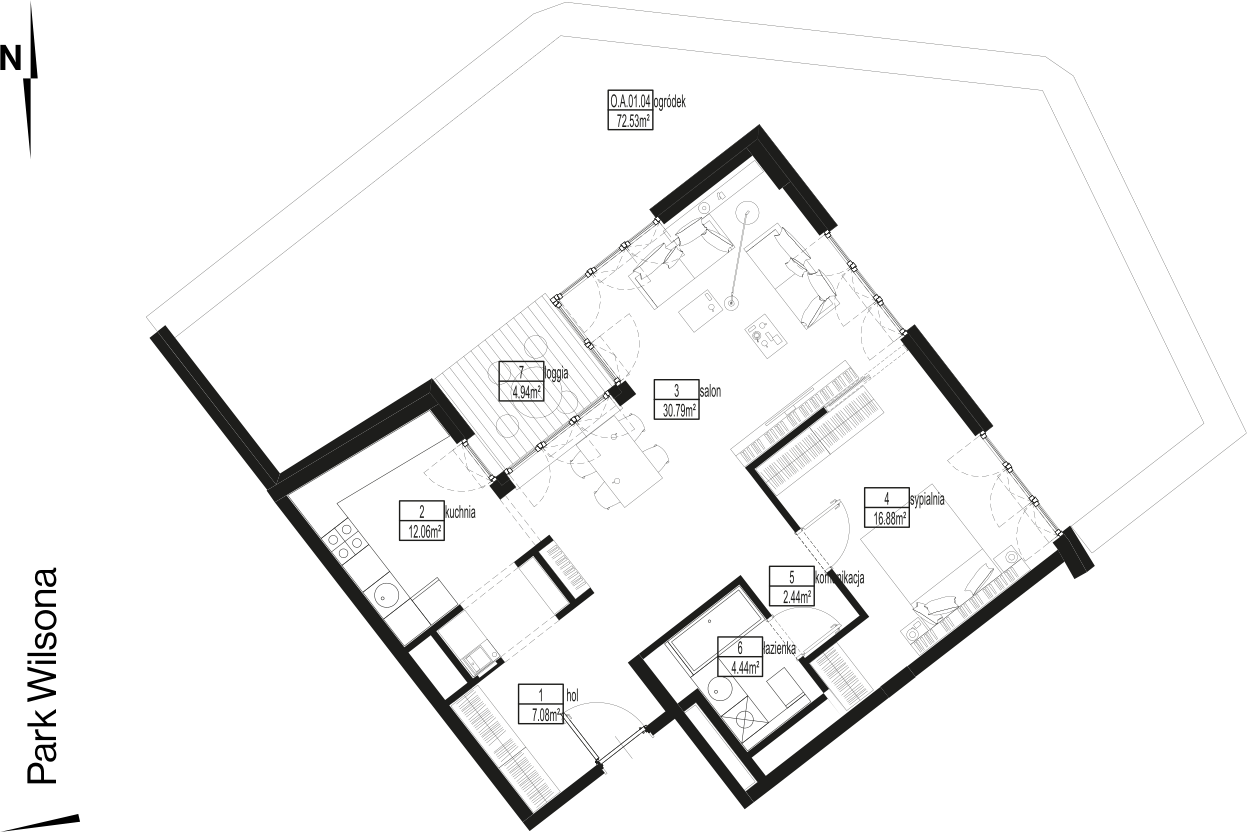 N
O.A.01.04 ogródek
72.53m²
7 loggia
4.94m²
3 salon
30.79m²
2 kuchnia
12.06m²
4 sypialnia
16.88m²
5 komunikacja
2.44m²
6 łazienka
4.44m²
1 hol
7.08m²
Park Wilsona